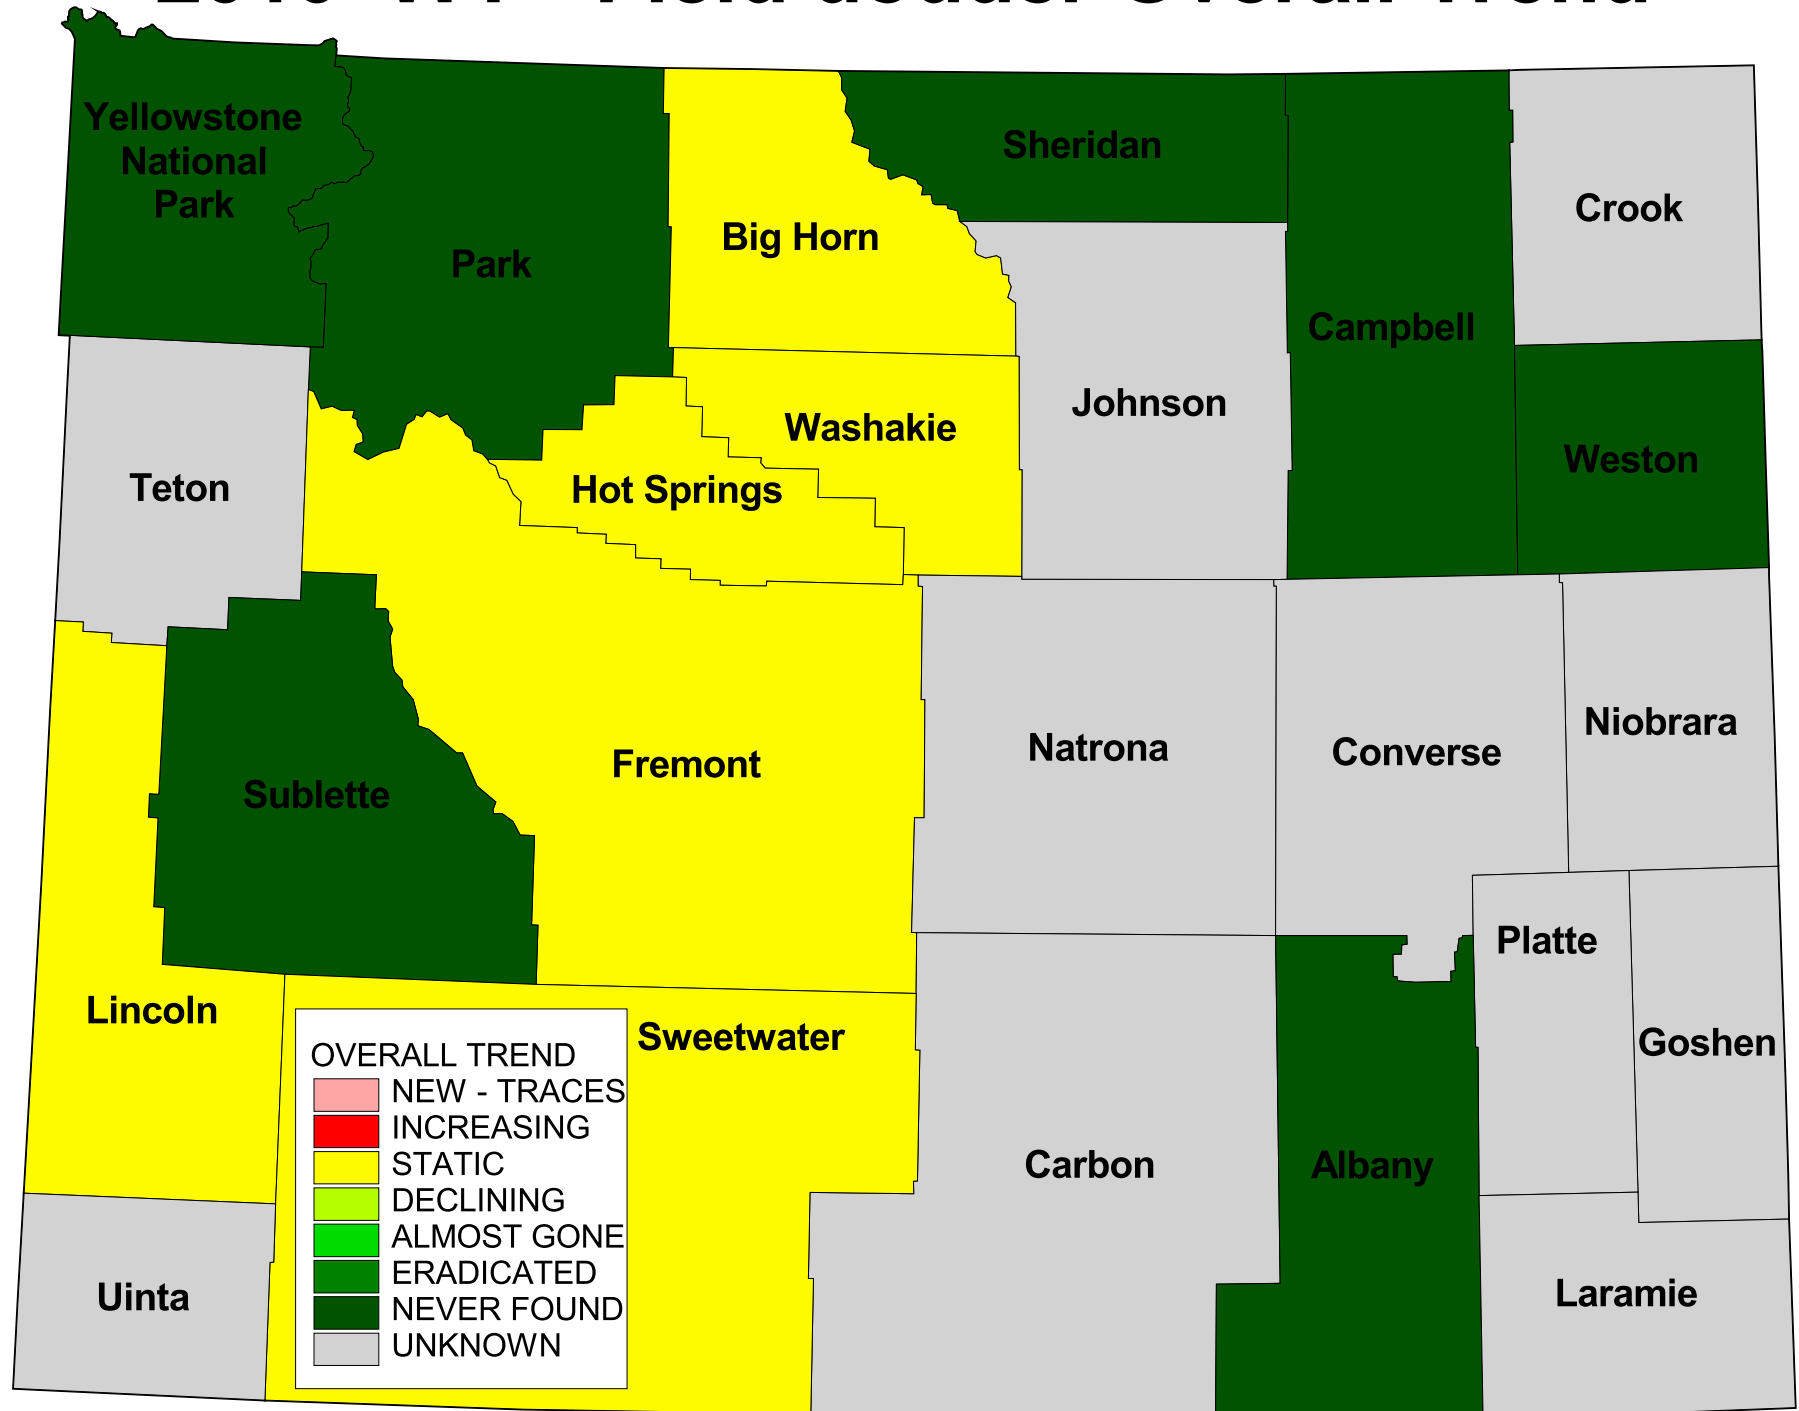 Yellowstone
National
Park
Park
Big Horn
Sheridan
Campbell
Crook
Johnson
Washakie
Hot Springs
Weston
Teton
Sublette
Fremont
Natrona
Converse
Niobrara
Lincoln
Sweetwater
Platte
Goshen
Carbon
Albany
Uinta
Laramie
OVERALL TREND
NEW - TRACES
INCREASING
STATIC
DECLINING
ALMOST GONE
ERADICATED
NEVER FOUND
UNKNOWN